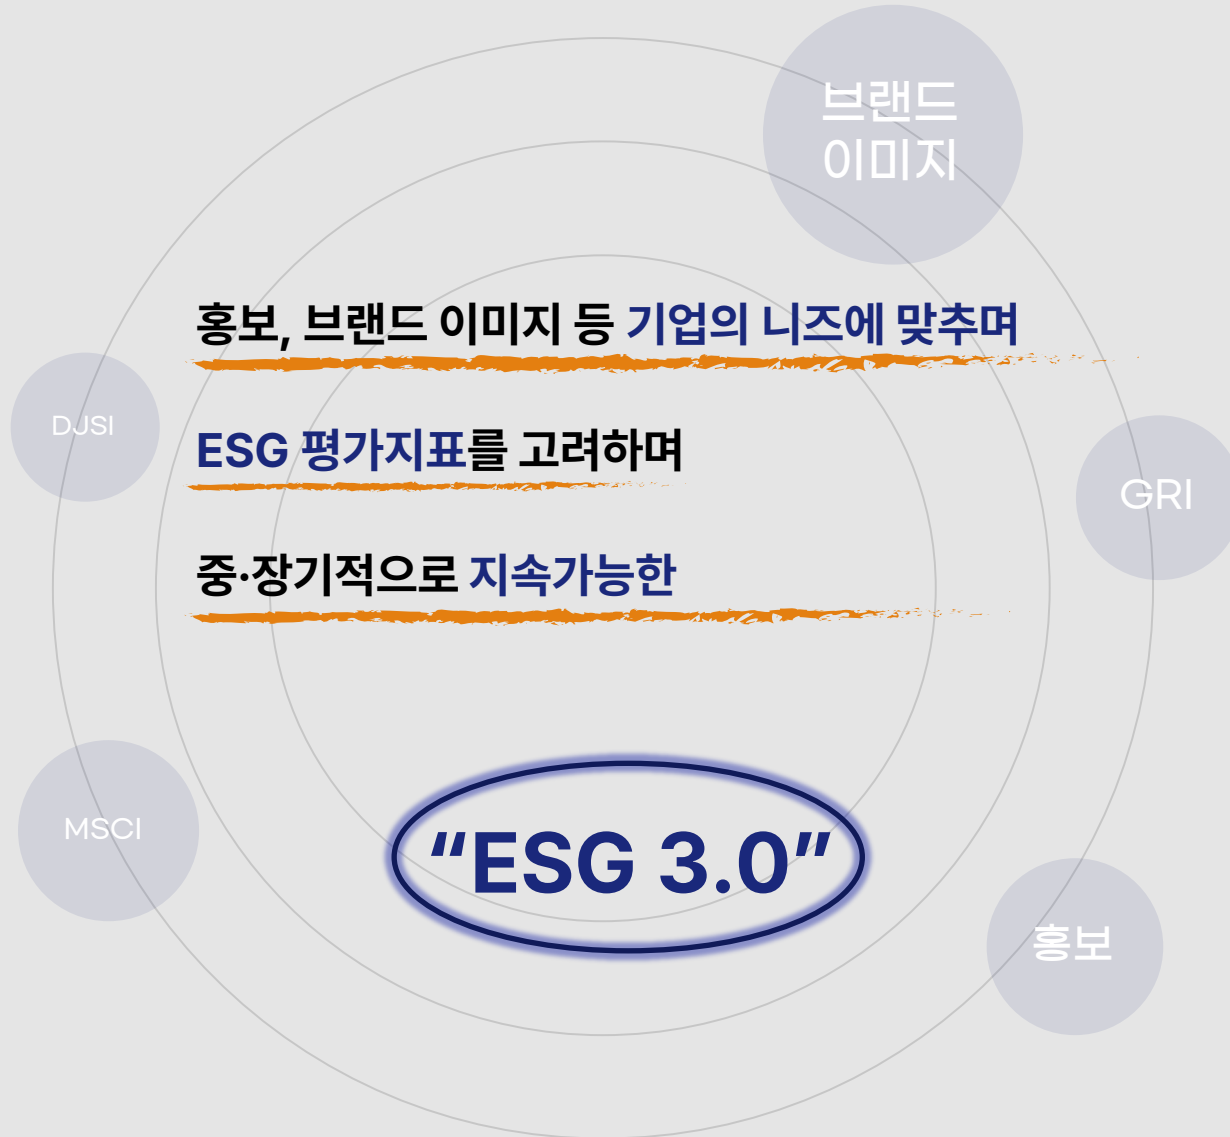 브랜드
이미지
홍보, 브랜드 이미지 등 기업의 니즈에 맞추며
DJSI
ESG 평가지표를 고려하며
GRI
중·장기적으로 지속가능한
MSCI
“ESG 3.0”
홍보